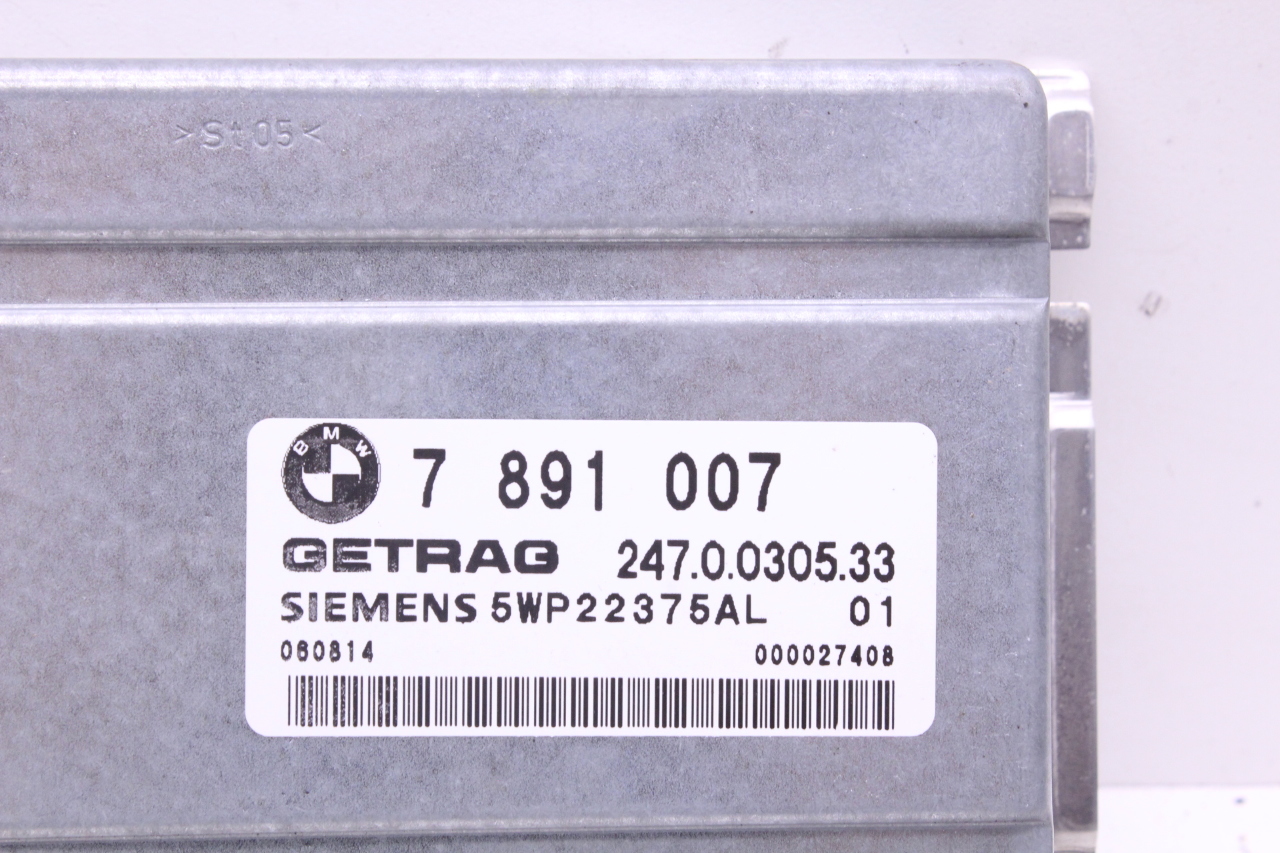 >St05<
BMW 7 891 007
GETRAG 247.0.0305.33
SIEMENS 5WP22375AL 01
060814 000027408